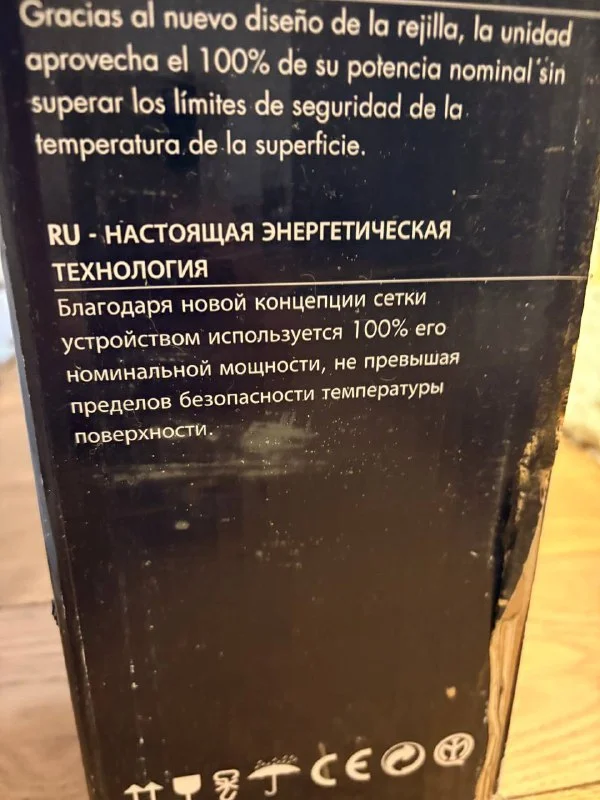 Gracias al nuevo diseño de la rejilla, la unidad
aprovecha el 100% de su potencia nominal sin
superar los límites de seguridad de la
temperatura de la superficie.
RU - НАСТОЯЩАЯ ЭНЕРГЕТИЧЕСКАЯ
ТЕХНОЛОГИЯ
Благодаря новой концепции сетки
устройством используется 100% его
номинальной мощности, не превышая
пределов безопасности температуры
поверхности.
CE